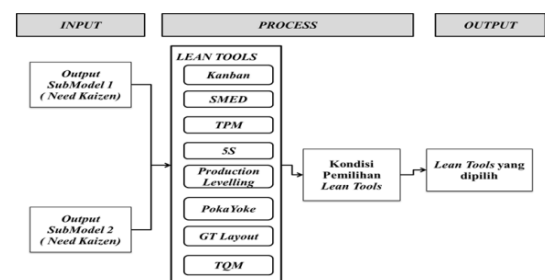 INPUT
PROCESS
OUTPUT
Output
SubModel 1
( Need Kaizen)
Output
SubModel 2
( Need Kaizen)
LEAN TOOLS
Kanban
SMED
TPM
5S
Production
Levelling
PokaYoke
GT Layout
TQM
Kondisi
Pemilihan
Lean Tools
Lean Tools yang
dipilih